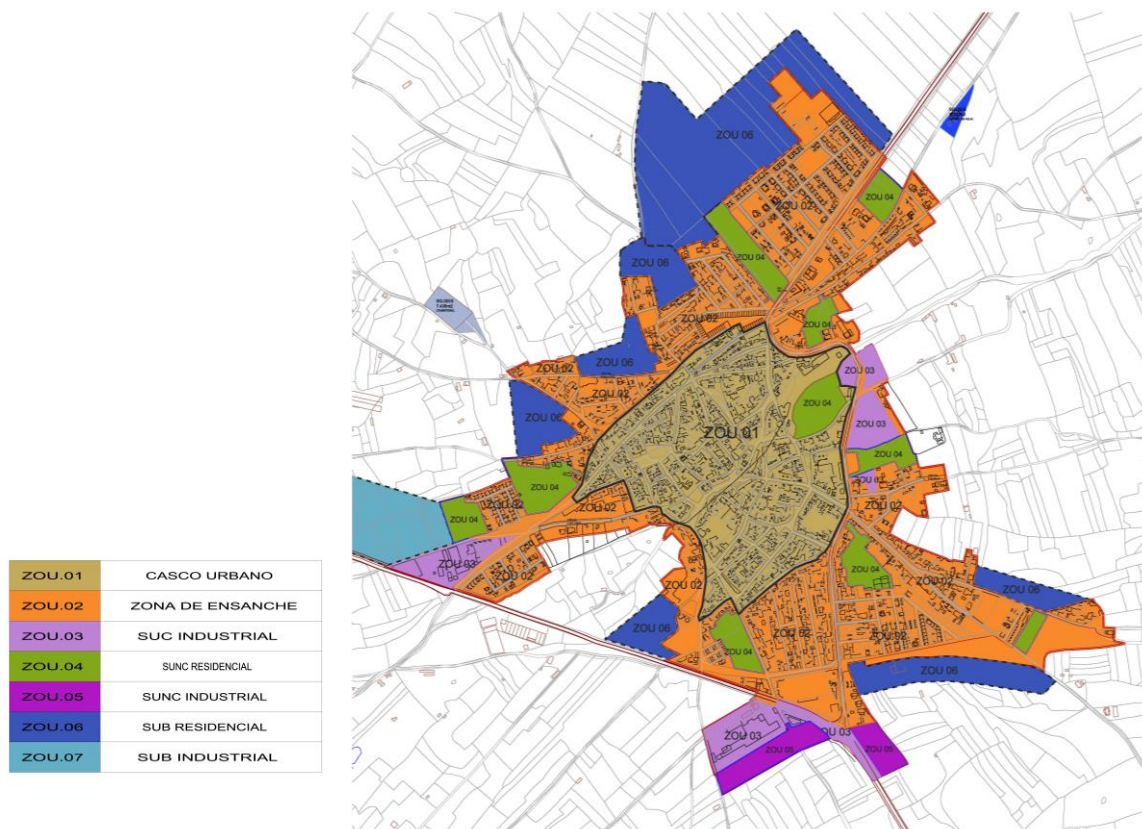 ZOU 06
ZOU 04
ZOU 02
ZOU 04
ZOU 06
ZOU 02
ZOU 04
ZOU 06
ZOU 02
ZOU 03
ZOU 02
ZOU 04
ZOU 03
ZOU 01
ZOU 06
ZOU 04
ZOU 04
ZOU 02
ZOU 02
ZOU 02
ZOU 04
ZOU 03
ZOU 02
ZOU 04
ZOU 02
ZOU 02
ZOU 06
ZOU 06
ZOU 02
ZOU 02
ZOU 04
ZOU 06
ZOU 03
ZOU 03
ZOU 05
ZOU 05
ZOU.01 CASCO URBANO
ZOU.02 ZONA DE ENSANCHE
ZOU.03 SUC INDUSTRIAL
ZOU.04 SUNC RESIDENCIAL
ZOU.05 SUNC INDUSTRIAL
ZOU.06 SUB RESIDENCIAL
ZOU.07 SUB INDUSTRIAL